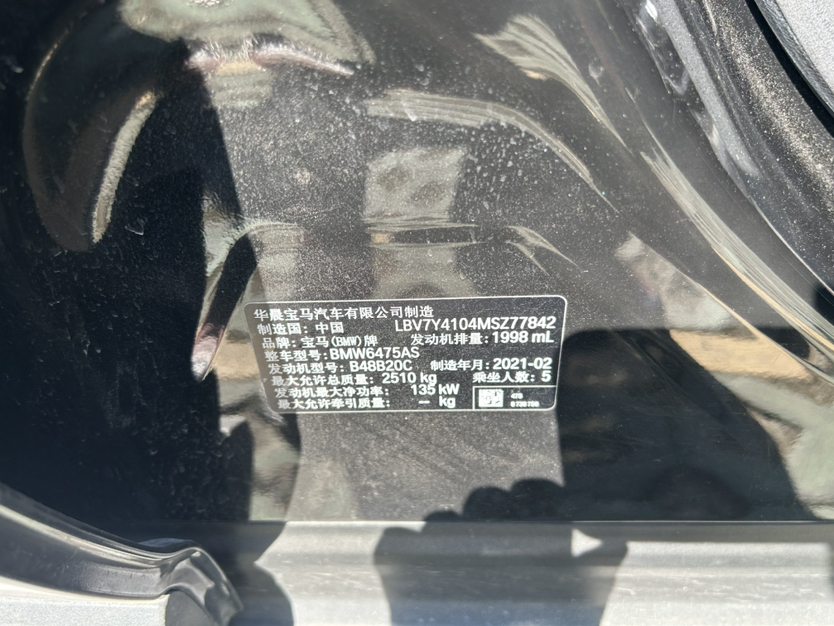 华晨宝马汽车有限公司制造
制造国: 中国 LBV7Y4104MSZ77842
品牌: 宝马(BMW)牌 发动机排量: 1998 mL
整车型号: BMW6475AS
发动机型号: B48B20C 制造年月: 2021-02
最大允许总质量: 2510 kg 乘坐人数: 5
发动机最大净功率: 135 kW
最大允许牵引质量: — kg